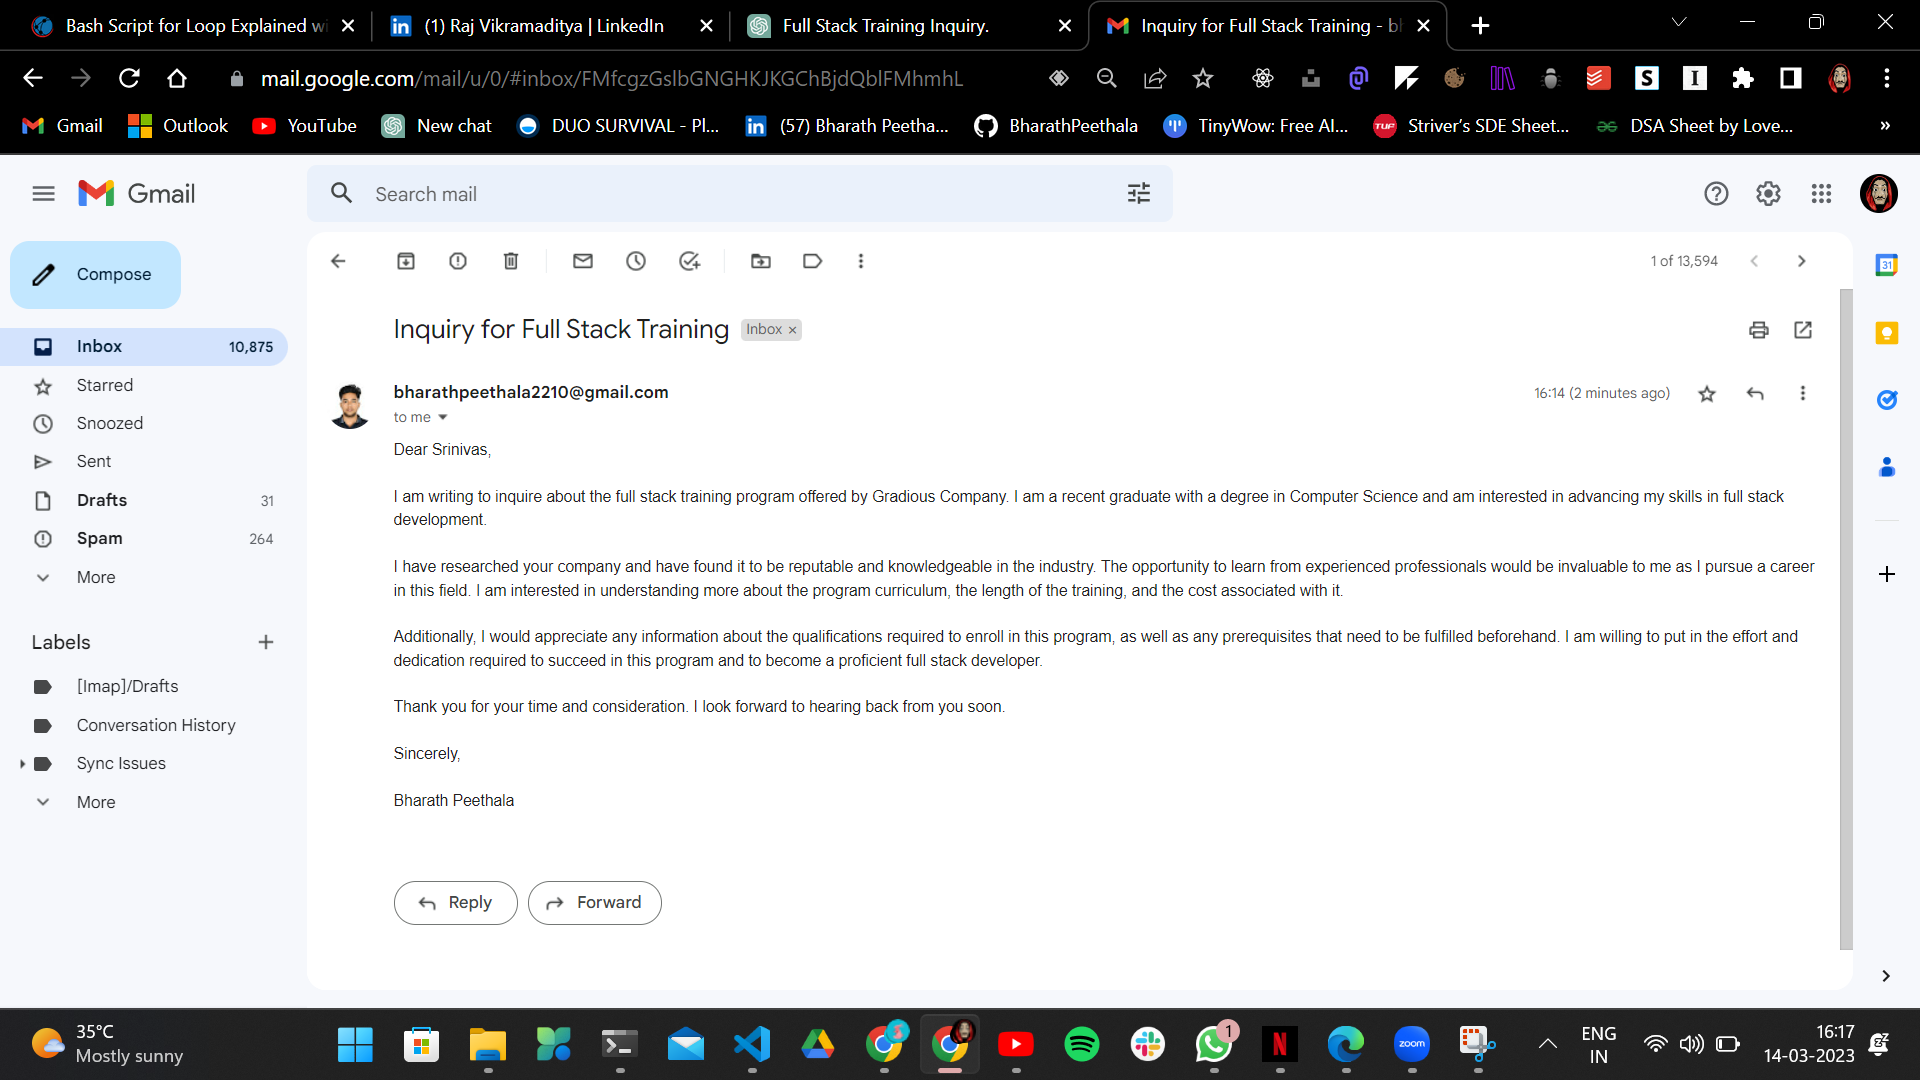 Bash Script for Loop Explained wi
(1) Raj Vikramaditya | LinkedIn
Full Stack Training Inquiry.
Inquiry for Full Stack Training - bh
mail.google.com/mail/u/0/#inbox/FMfcgzGslbGNGHKJKGChBjdQblFMhmhL
Gmail
Outlook
YouTube
New chat
DUO SURVIVAL - Pl...
(57) Bharath Peetha...
BharathPeethala
TinyWow: Free AI...
Striver's SDE Sheet...
DSA Sheet by Love...
»
Gmail
Search mail
Compose
1 of 13,594
Inbox 10,875
Starred
Snoozed
Sent
Drafts 31
Spam 264
More
Labels
[Imap]/Drafts
Conversation History
Sync Issues
More
Inquiry for Full Stack Training Inbox ×
bharathpeethala2210@gmail.com
16:14 (2 minutes ago)
to me
Dear Srinivas,
I am writing to inquire about the full stack training program offered by Gradious Company. I am a recent graduate with a degree in Computer Science and am interested in advancing my skills in full stack
development.
I have researched your company and have found it to be reputable and knowledgeable in the industry. The opportunity to learn from experienced professionals would be invaluable to me as I pursue a career
in this field. I am interested in understanding more about the program curriculum, the length of the training, and the cost associated with it.
Additionally, I would appreciate any information about the qualifications required to enroll in this program, as well as any prerequisites that need to be fulfilled beforehand. I am willing to put in the effort and
dedication required to succeed in this program and to become a proficient full stack developer.
Thank you for your time and consideration. I look forward to hearing back from you soon.
Sincerely,
Bharath Peethala
Reply
Forward
31
35°C
Mostly sunny
zoom
1
ENG
IN
16:17
14-03-2023